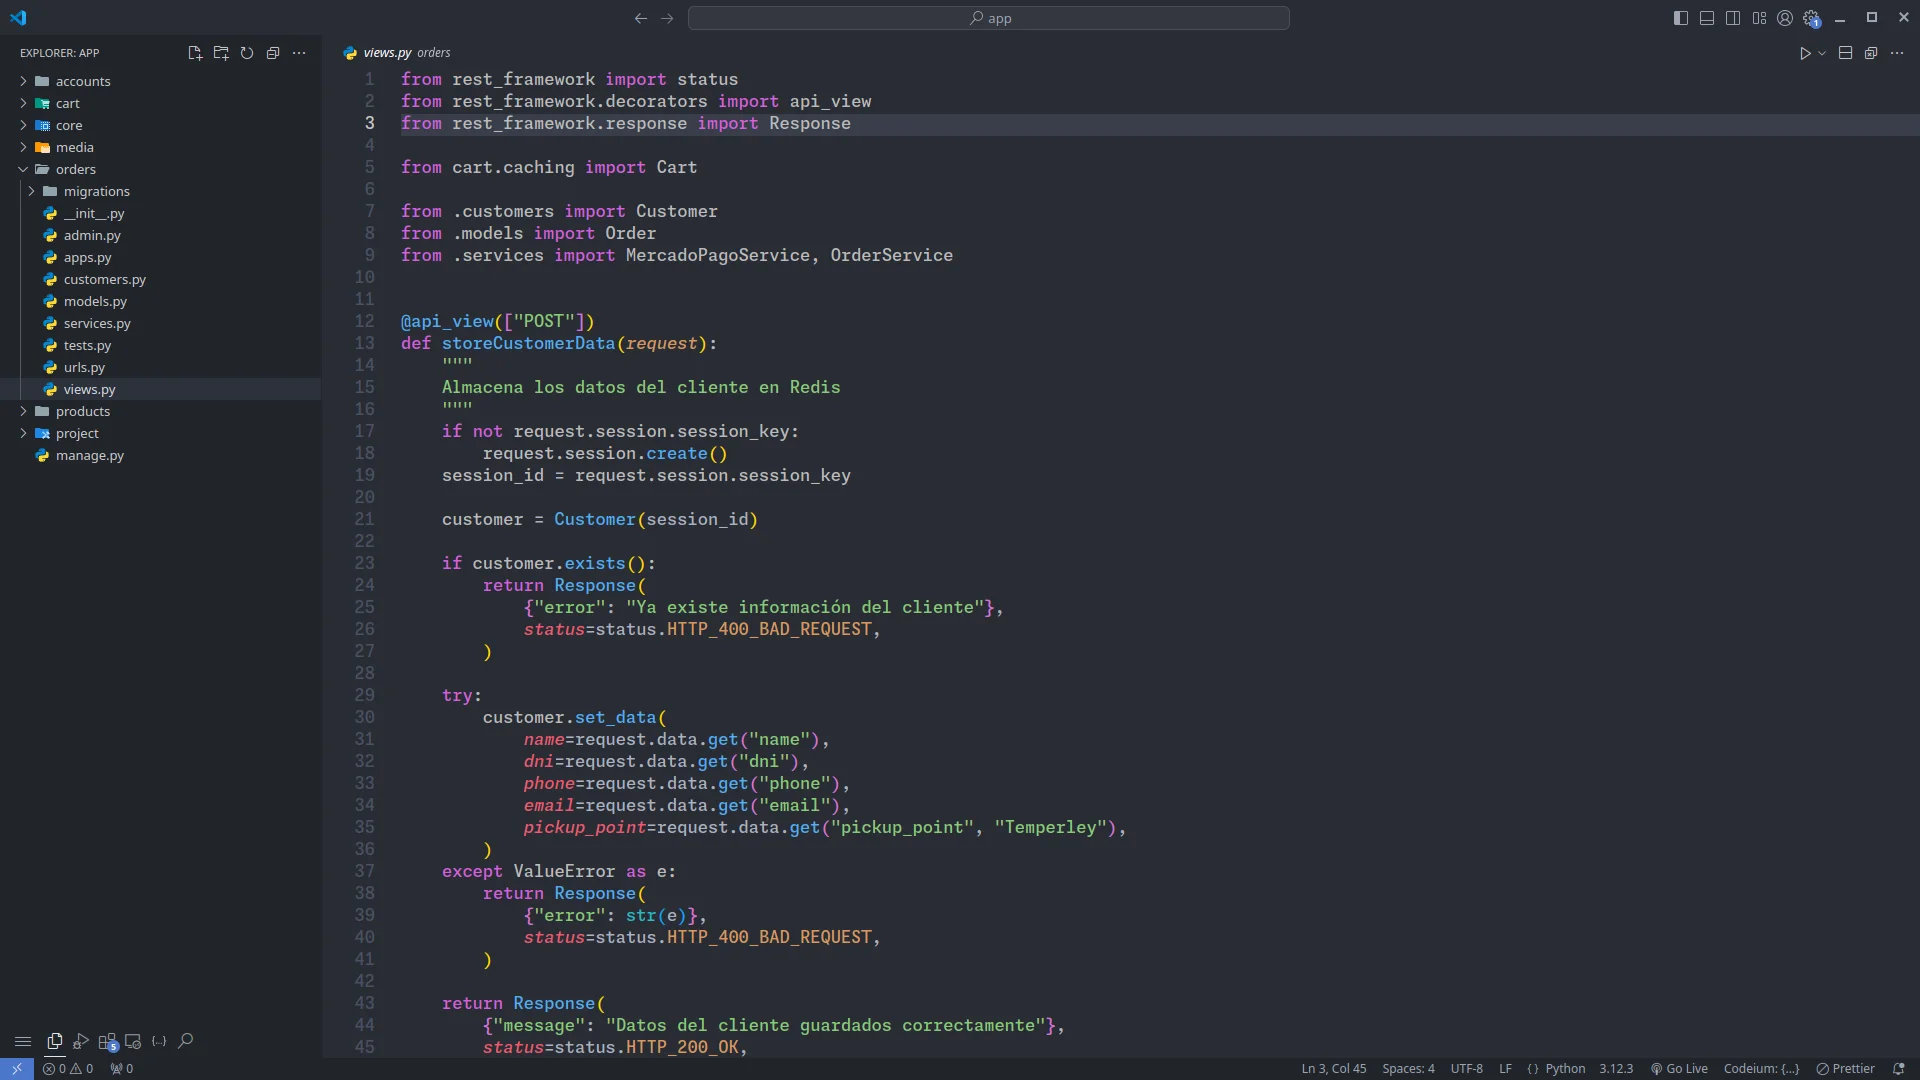 app
EXPLORER: APP
accounts
cart
core
media
orders
migrations
__init__.py
admin.py
apps.py
customers.py
models.py
services.py
tests.py
urls.py
views.py
products
project
manage.py
views.py orders
1 from rest_framework import status
2 from rest_framework.decorators import api_view
3 from rest_framework.response import Response
4
5 from cart.caching import Cart
6
7 from .customers import Customer
8 from .models import Order
9 from .services import MercadoPagoService, OrderService
10
11
12 @api_view(["POST"])
13 def storeCustomerData(request):
14     """
15     Almacena los datos del cliente en Redis
16     """
17     if not request.session.session_key:
18         request.session.create()
19     session_id = request.session.session_key
20
21     customer = Customer(session_id)
22
23     if customer.exists():
24         return Response(
25             {"error": "Ya existe información del cliente"},
26             status=status.HTTP_400_BAD_REQUEST,
27         )
28
29     try:
30         customer.set_data(
31             name=request.data.get("name"),
32             dni=request.data.get("dni"),
33             phone=request.data.get("phone"),
34             email=request.data.get("email"),
35             pickup_point=request.data.get("pickup_point", "Temperley"),
36         )
37     except ValueError as e:
38         return Response(
39             {"error": str(e)},
40             status=status.HTTP_400_BAD_REQUEST,
41         )
42
43     return Response(
44         {"message": "Datos del cliente guardados correctamente"},
45         status=status.HTTP_200_OK,
1
5
0 0 0
Ln 3, Col 45 Spaces: 4 UTF-8 LF {} Python 3.12.3 Go Live Codeium: {...} Prettier